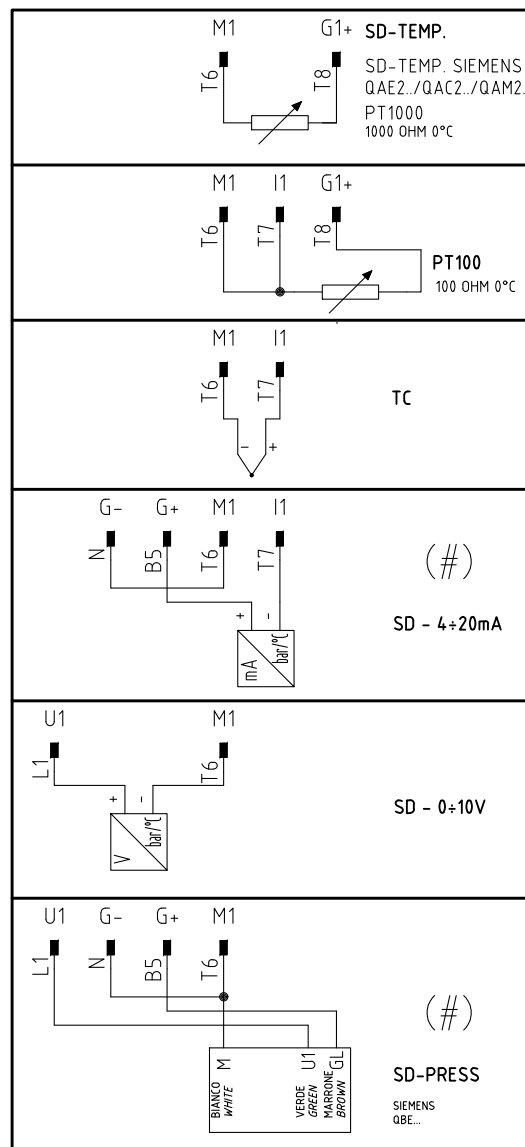 M1 G1+ SD-TEMP.
T6 T8
SD-TEMP. SIEMENS
QAE2../QAC2../QAM2.
PT1000
1000 OHM 0°C
M1 I1 G1+
T6 T7 T8
PT100
100 OHM 0°C
M1 I1
T6 T7
TC
- +
G- G+ M1 I1
N B5 T6 T7
(#)
+ -
mA bar/°C
SD - 4÷20mA
U1 M1
L1 T6
+ -
V bar/°C
SD - 0÷10V
U1 G- G+ M1
L1 N B5 T6
(#)
M U1 GL
BIANCO
WHITE
VERDE
GREEN
MARRONE
BROWN
SD-PRESS
SIEMENS
QBE...